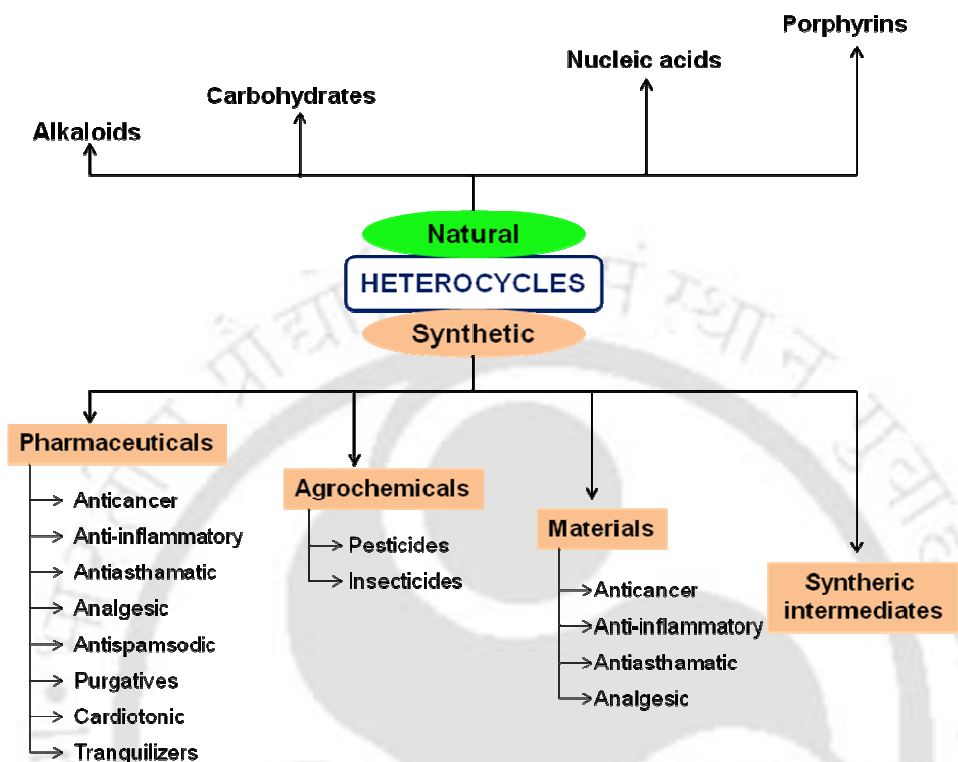 Porphyrins
Nucleic acids
Carbohydrates
Alkaloids
Natural
HETEROCYCLES
Synthetic
Pharmaceuticals
Anticancer
Anti-inflammatory
Antiasthamatic
Analgesic
Antispamsodic
Purgatives
Cardiotonic
Tranquilizers
Agrochemicals
Pesticides
Insecticides
Materials
Anticancer
Anti-inflammatory
Antiasthamatic
Analgesic
Syntheric
intermediates